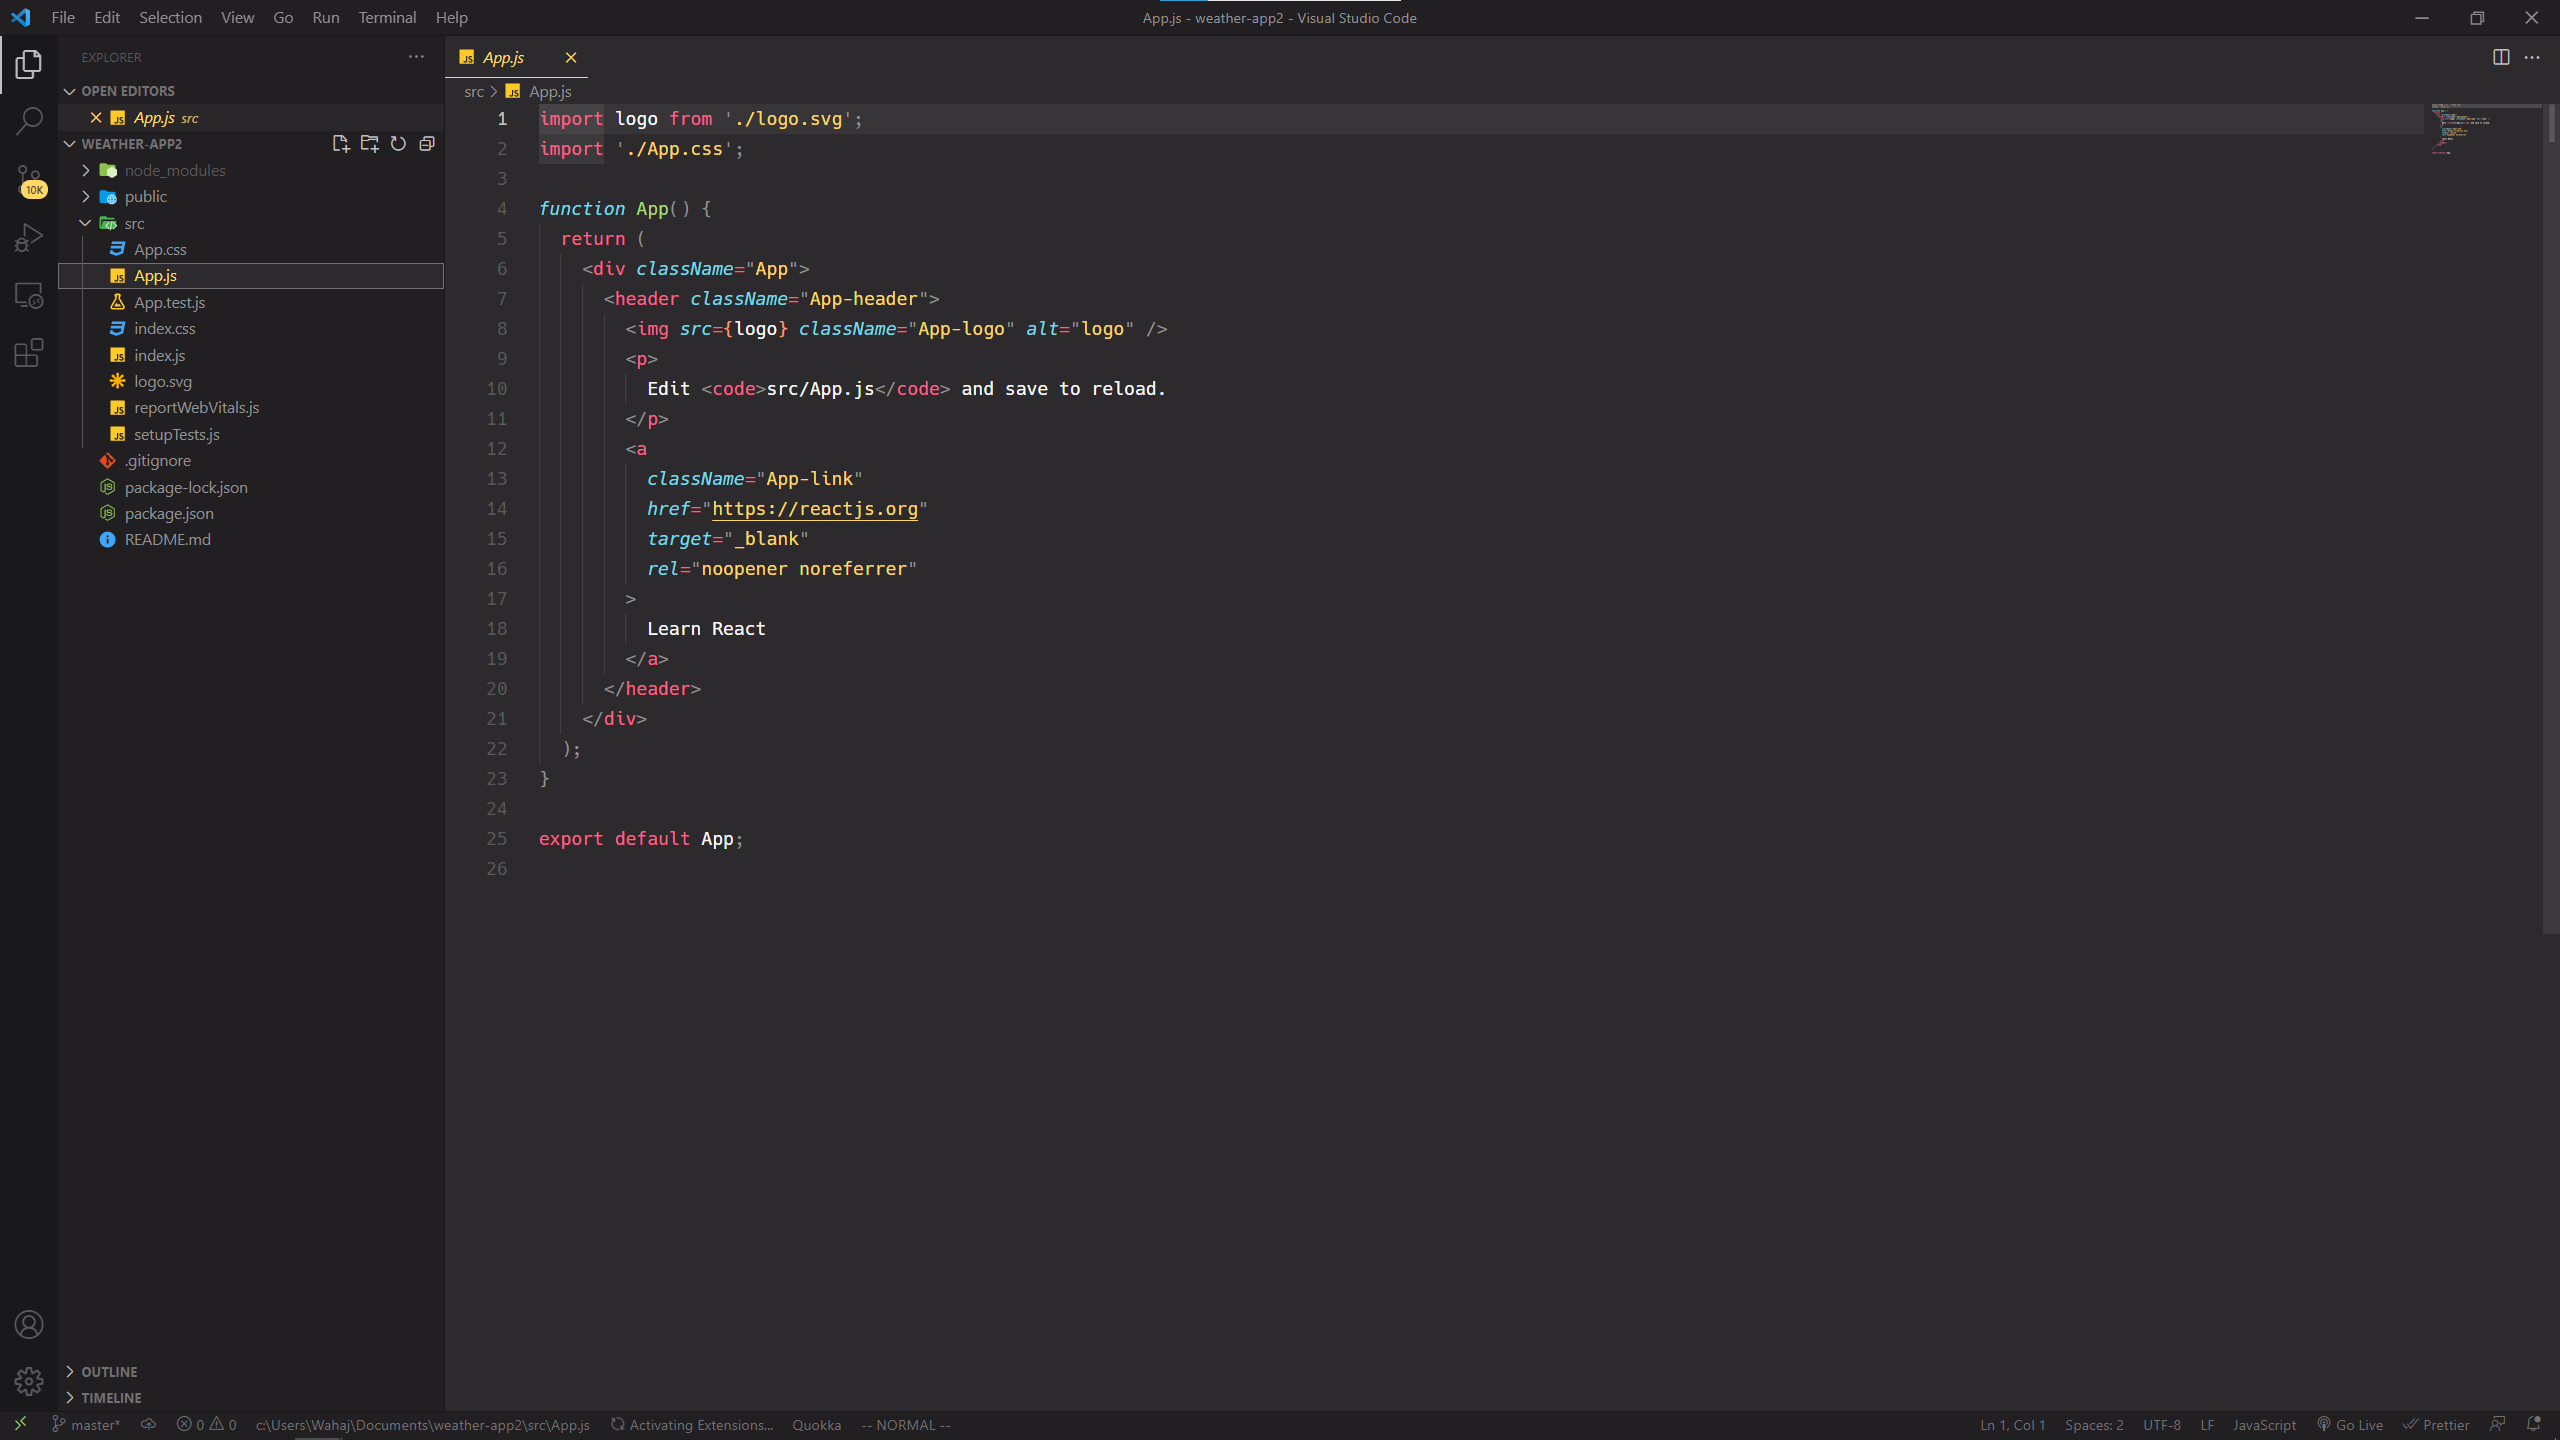 File Edit Selection View Go Run Terminal Help
App.js - weather-app2 - Visual Studio Code
EXPLORER
OPEN EDITORS
App.js src
WEATHER-APP2
node_modules
public
src
App.css
App.js
App.test.js
index.css
index.js
logo.svg
reportWebVitals.js
setupTests.js
.gitignore
package-lock.json
package.json
README.md
OUTLINE
TIMELINE
10K
App.js
src > App.js
1 import logo from './logo.svg';
2 import './App.css';
3
4 function App() {
5 return (
6 <div className="App">
7 <header className="App-header">
8 <img src={logo} className="App-logo" alt="logo" />
9 <p>
10 Edit <code>src/App.js</code> and save to reload.
11 </p>
12 <a
13 className="App-link"
14 href="https://reactjs.org"
15 target="_blank"
16 rel="noopener noreferrer"
17 >
18 Learn React
19 </a>
20 </header>
21 </div>
22 );
23 }
24
25 export default App;
26
master* 0 0 c:\Users\Wahaj\Documents\weather-app2\src\App.js Activating Extensions... Quokka -- NORMAL --
Ln 1, Col 1 Spaces: 2 UTF-8 LF JavaScript Go Live Prettier